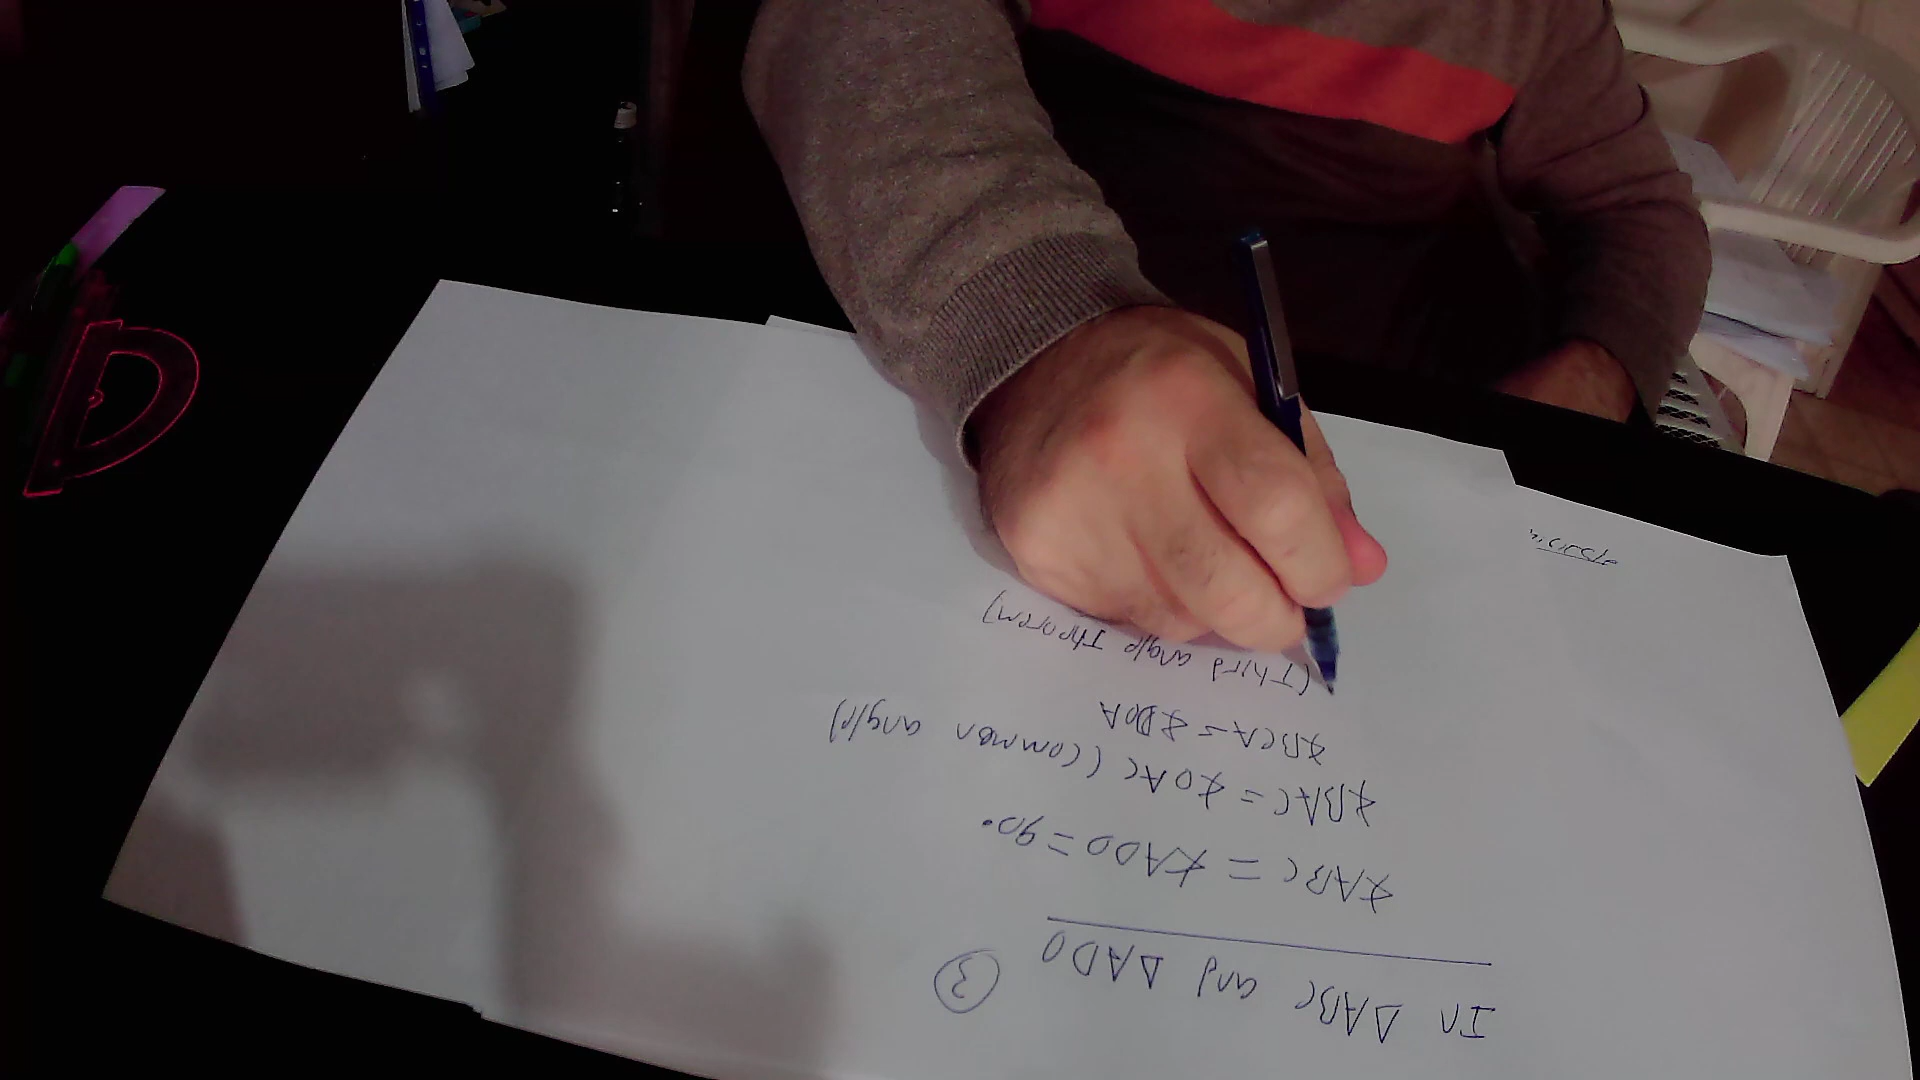 In ΔABC and ΔADO
③
∡ABC = ∡ADO = 90°
∡BAC = ∡OAC (Common angle)
∡BCA = ∡DOA
(Third angle Theorem)